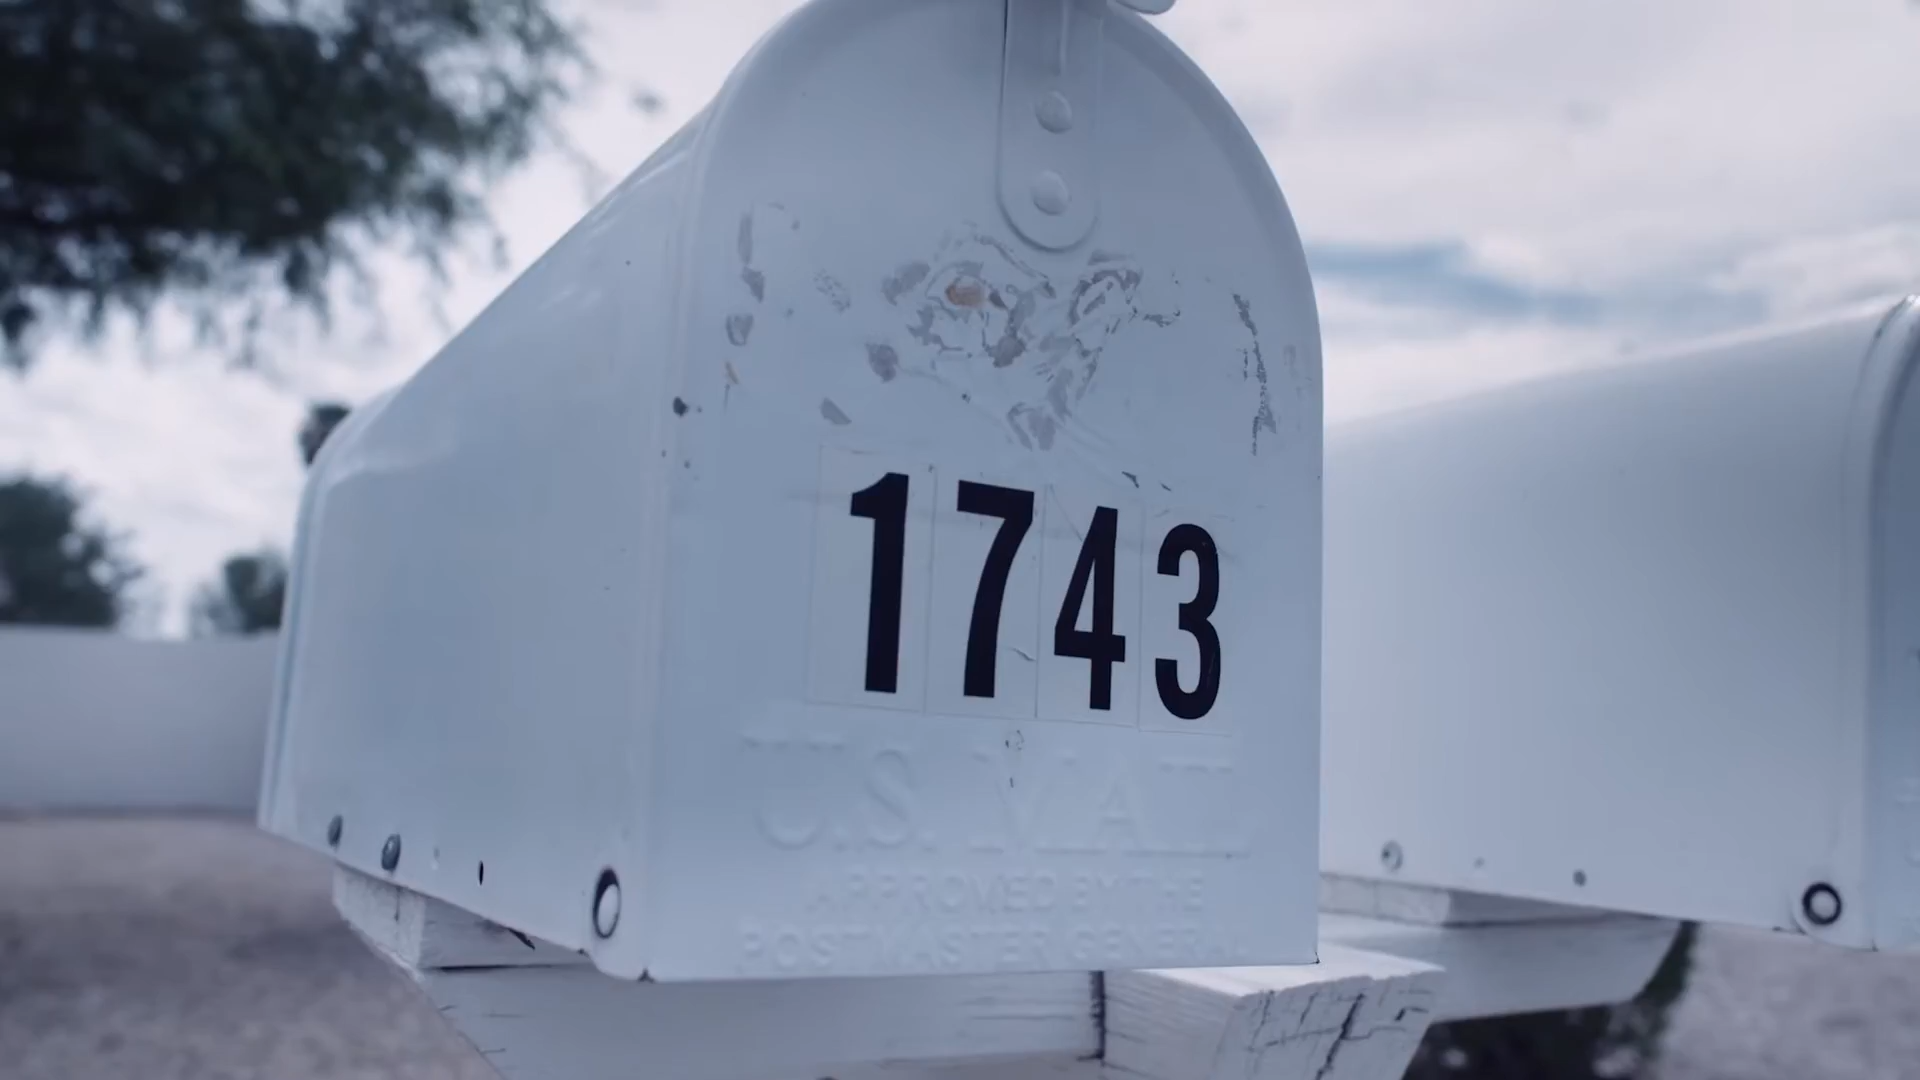 1743
U.S. MAIL
APPROVED BY THE
POSTMASTER GENERAL